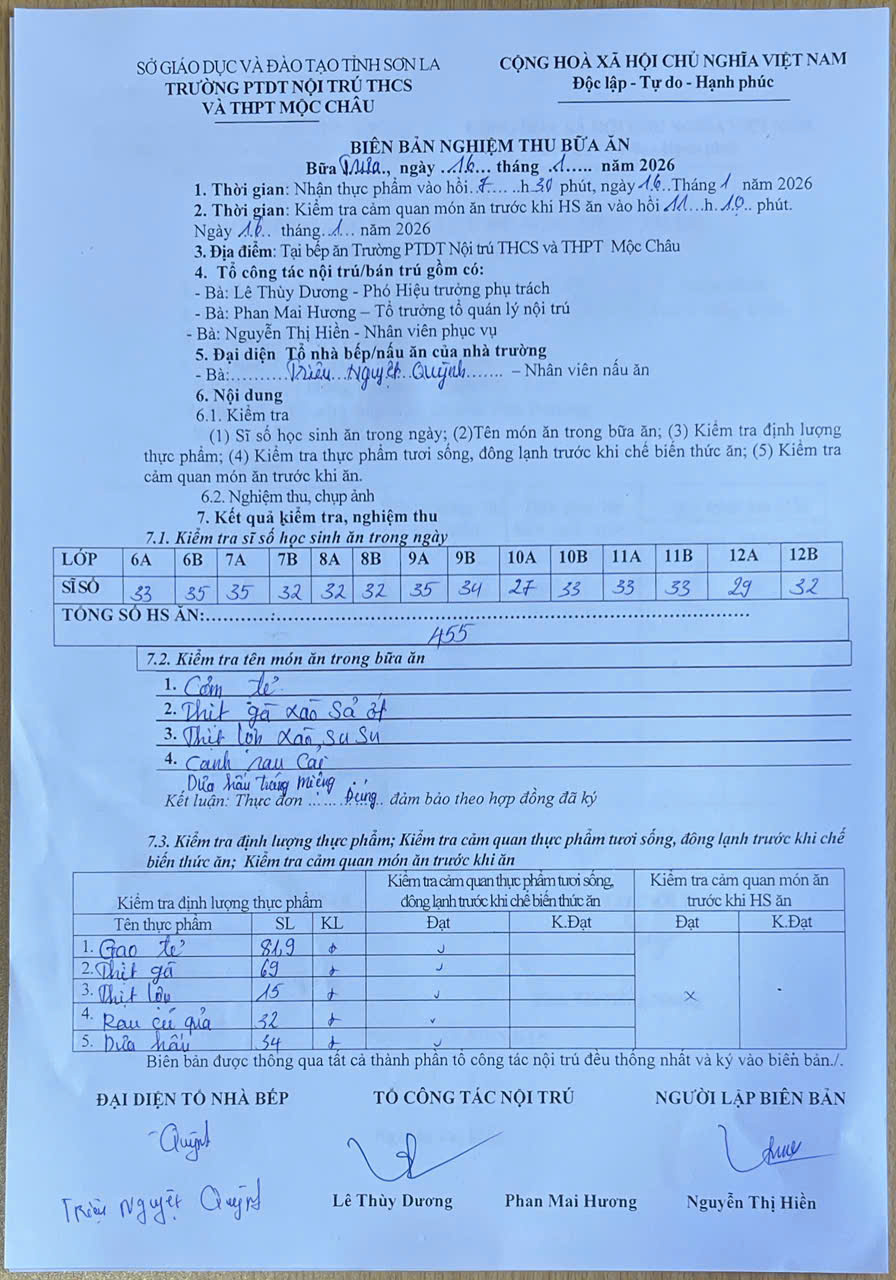 SỞ GIÁO DỤC VÀ ĐÀO TẠO TỈNH SƠN LA
TRƯỜNG PTDT NỘI TRÚ THCS
VÀ THPT MỘC CHÂU
CỘNG HOÀ XÃ HỘI CHỦ NGHĨA VIỆT NAM
Độc lập - Tự do - Hạnh phúc
BIÊN BẢN NGHIỆM THU BỮA ĂN
Bữa Trưa., ngày ..16... tháng .1..... năm 2026
1. Thời gian: Nhận thực phẩm vào hồi..7.....h 30 phút, ngày 16..Tháng 1 năm 2026
2. Thời gian: Kiểm tra cảm quan món ăn trước khi HS ăn vào hồi 11...h.10.. phút.
Ngày 16.. tháng..1... năm 2026
3. Địa điểm: Tại bếp ăn Trường PTDT Nội trú THCS và THPT Mộc Châu
4. Tổ công tác nội trú/bán trú gồm có:
- Bà: Lê Thùy Dương - Phó Hiệu trưởng phụ trách
- Bà: Phan Mai Hương – Tổ trưởng tổ quản lý nội trú
- Bà: Nguyễn Thị Hiền - Nhân viên phục vụ
5. Đại diện Tổ nhà bếp/nấu ăn của nhà trường
- Bà:..........Triệu...Nguyệt..Quỳnh....... – Nhân viên nấu ăn
6. Nội dung
6.1. Kiểm tra
(1) Sĩ số học sinh ăn trong ngày; (2)Tên món ăn trong bữa ăn; (3) Kiểm tra định lượng
thực phẩm; (4) Kiểm tra thực phẩm tươi sống, đông lạnh trước khi chế biến thức ăn; (5) Kiểm tra
cảm quan món ăn trước khi ăn.
6.2. Nghiệm thu, chụp ảnh
7. Kết quả kiểm tra, nghiệm thu
7.1. Kiểm tra sĩ số học sinh ăn trong ngày
LỚP 6A 6B 7A 7B 8A 8B 9A 9B 10A 10B 11A 11B 12A 12B
SĨ SỐ 33 35 35 32 32 32 35 34 27 33 33 33 29 32
TỔNG SỐ HS ĂN:..........
455
7.2. Kiểm tra tên món ăn trong bữa ăn
1. Cơm tẻ
2. Thịt gà xào sả ớt
3. Thịt lợn xào, su su
4. Canh rau cải
Dưa hấu tráng miệng
Kết luận: Thực đơn ......Đúng.. đảm bảo theo hợp đồng đã ký
7.3. Kiểm tra định lượng thực phẩm; Kiểm tra cảm quan thực phẩm tươi sống, đông lạnh trước khi chế
biến thức ăn; Kiểm tra cảm quan món ăn trước khi ăn
Kiểm tra định lượng thực phẩm
Kiểm tra cảm quan thực phẩm tươi sống,
đông lạnh trước khi chế biến thức ăn
Kiểm tra cảm quan món ăn
trước khi HS ăn
Tên thực phẩm SL KL Đạt K.Đạt Đạt K.Đạt
1. Gạo tẻ 81,9 + ✓
2. Thịt gà 69 + ✓
3. Thịt lợn 15 + ✓ x
4. Rau củ quả 32 + ✓
5. Dưa hấu 54 + ✓
Biên bản được thông qua tất cả thành phần tổ công tác nội trú đều thống nhất và ký vào biên bản./.
ĐẠI DIỆN TỔ NHÀ BẾP TỔ CÔNG TÁC NỘI TRÚ NGƯỜI LẬP BIÊN BẢN
Quỳnh
Triệu Nguyệt Quỳnh Lê Thùy Dương Phan Mai Hương Nguyễn Thị Hiền